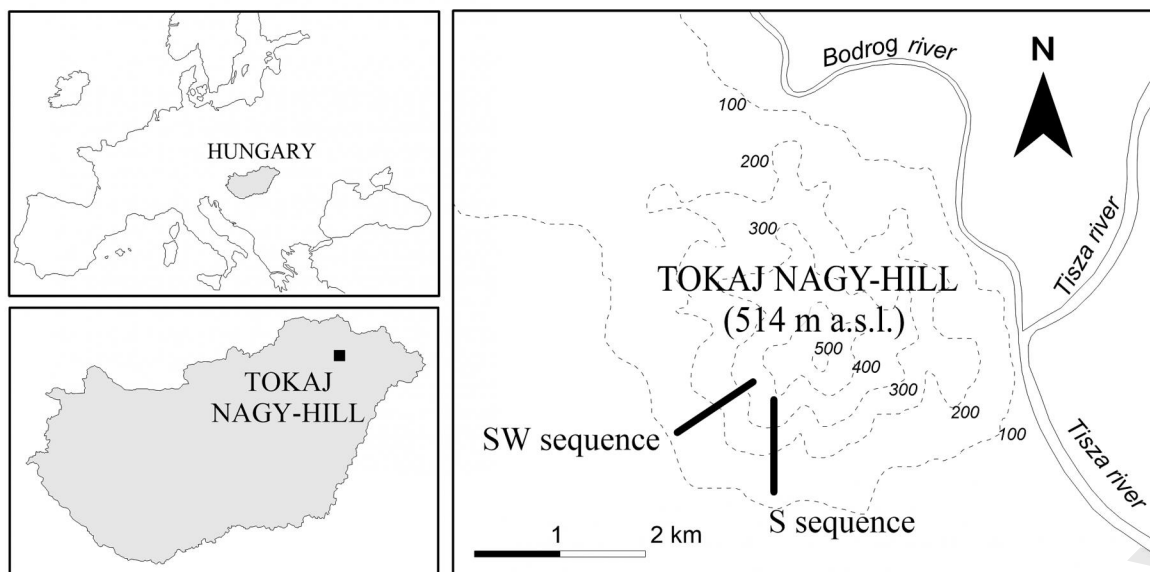 HUNGARY
TOKAJ
NAGY-HILL
Bodrog river
N
100
200
Tisza river
300
TOKAJ NAGY-HILL
(514 m a.s.l.)
500
400
300
200
100
SW sequence
Tisza river
S sequence
1
2 km